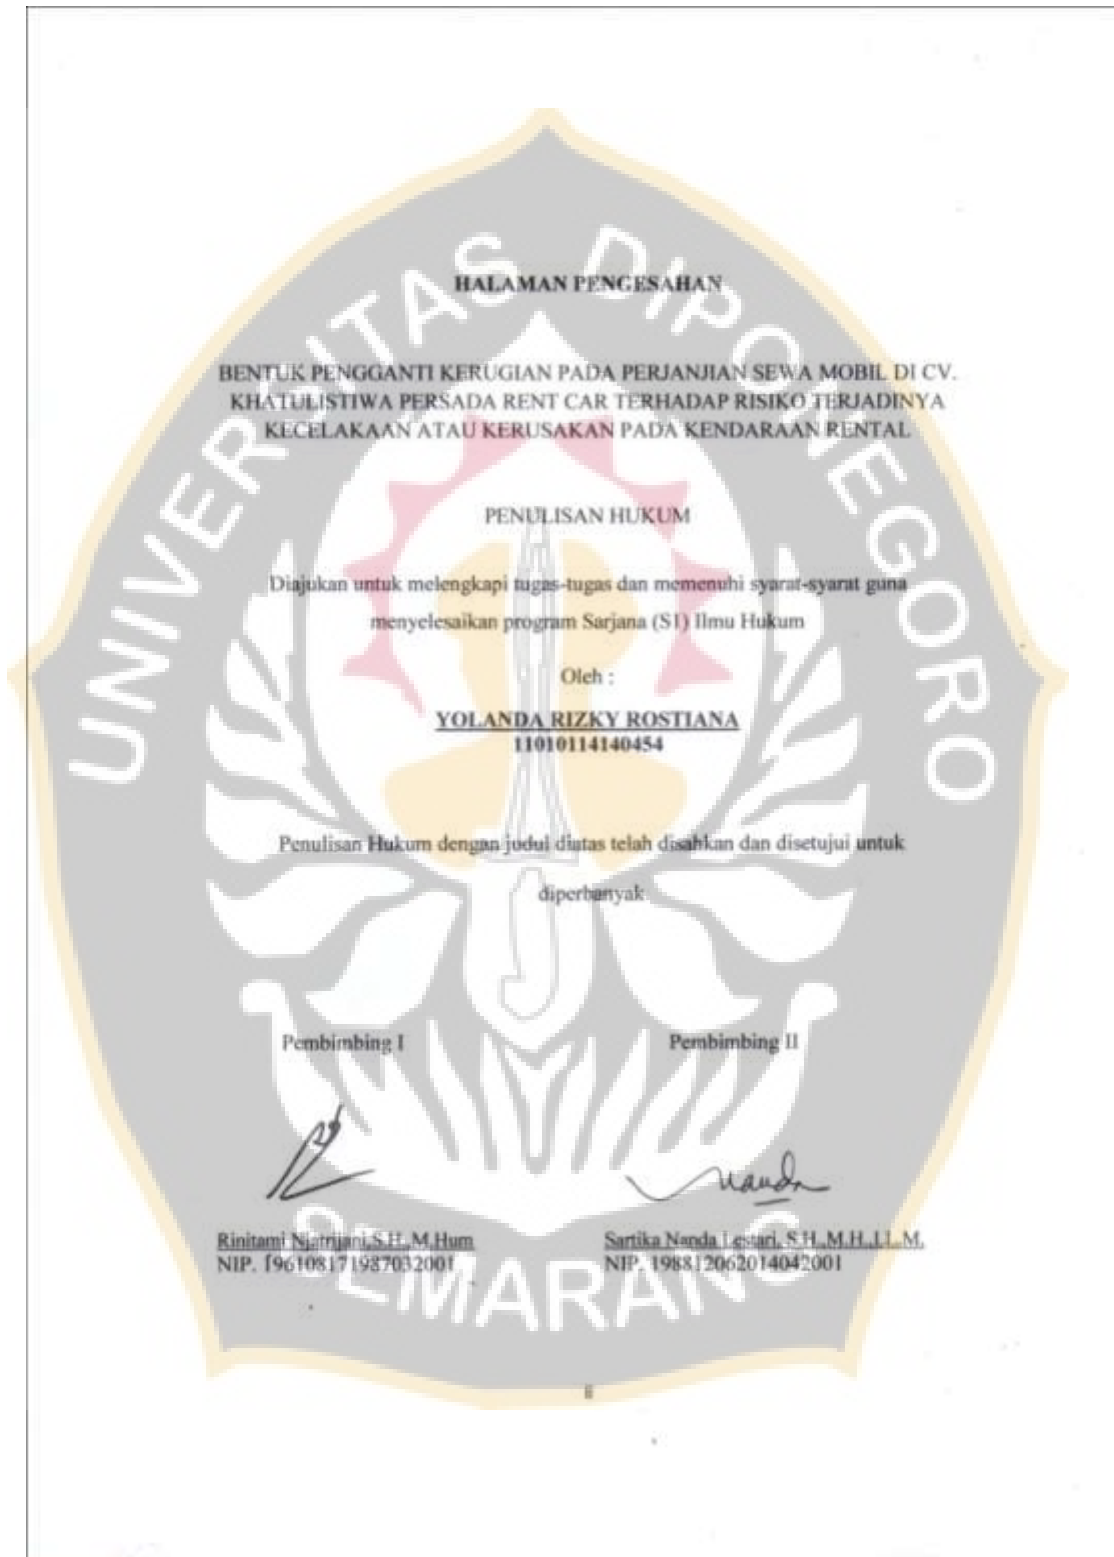 HALAMAN PENGESAHAN
BENTUK PENGGANTI KERUGIAN PADA PERJANJIAN SEWA MOBIL DI CV.
KHATULISTIWA PERSADA RENT CAR TERHADAP RISIKO TERJADINYA
KECELAKAAN ATAU KERUSAKAN PADA KENDARAAN RENTAL
PENULISAN HUKUM
Diajukan untuk melengkapi tugas-tugas dan memenuhi syarat-syarat guna
menyelesaikan program Sarjana (S1) Ilmu Hukum
Oleh :
YOLANDA RIZKY ROSTIANA
11010114140454
Penulisan Hukum dengan judul diatas telah disahkan dan disetujui untuk
diperbanyak.
Pembimbing I Pembimbing II
Nanda
Rinitami Njatrijani,S.H.,M.Hum Sartika Nanda Lestari, S.H.,M.H.,LL.M.
NIP. 196108171987032001 NIP. 198812062014042001
ii
UNIVERSITAS DIPONEGORO
SEMARANG